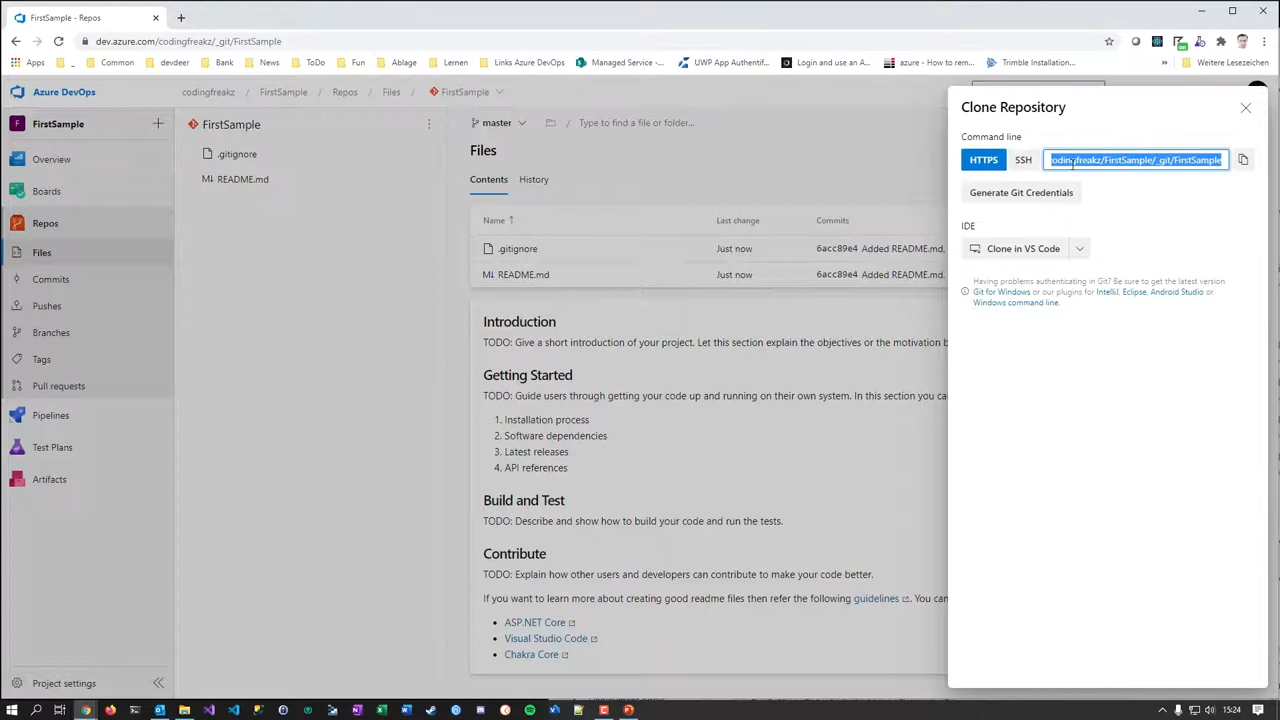 FirstSample - Repos
dev.azure.com/codingfreakz/_git/FirstSample
Apps
Common
devdeer
Bank
News
ToDo
Fun
Ablage
Lernen
Links Azure DevOps
Managed Service -...
UWP App Authentif...
Login and use an A...
azure - How to rem...
Trimble Installation...
Weitere Lesezeichen
Azure DevOps
codingfreakz / FirstSample / Repos / Files / FirstSample
F FirstSample
Overview
Boards
Repos
Files
Commits
Pushes
Branches
Tags
Pull requests
Pipelines
Test Plans
Artifacts
Project settings
FirstSample
.gitignore
README.md
master / Type to find a file or folder...
Files
ontents History
Name Last change Commits
.gitignore Just now 6acc89e4 Added README.md,
README.md Just now 6acc89e4 Added README.md,
Introduction
TODO: Give a short introduction of your project. Let this section explain the objectives or the motivation b
Getting Started
TODO: Guide users through getting your code up and running on their own system. In this section you can
1. Installation process
2. Software dependencies
3. Latest releases
4. API references
Build and Test
TODO: Describe and show how to build your code and run the tests.
Contribute
TODO: Explain how other users and developers can contribute to make your code better.
If you want to learn more about creating good readme files then refer the following guidelines. You can
ASP.NET Core
Visual Studio Code
Chakra Core
Clone Repository
Command line
HTTPS SSH codingfreakz/FirstSample/_git/FirstSample
Generate Git Credentials
IDE
Clone in VS Code
Having problems authenticating in Git? Be sure to get the latest version
Git for Windows or our plugins for IntelliJ, Eclipse, Android Studio or
Windows command line.
15:24